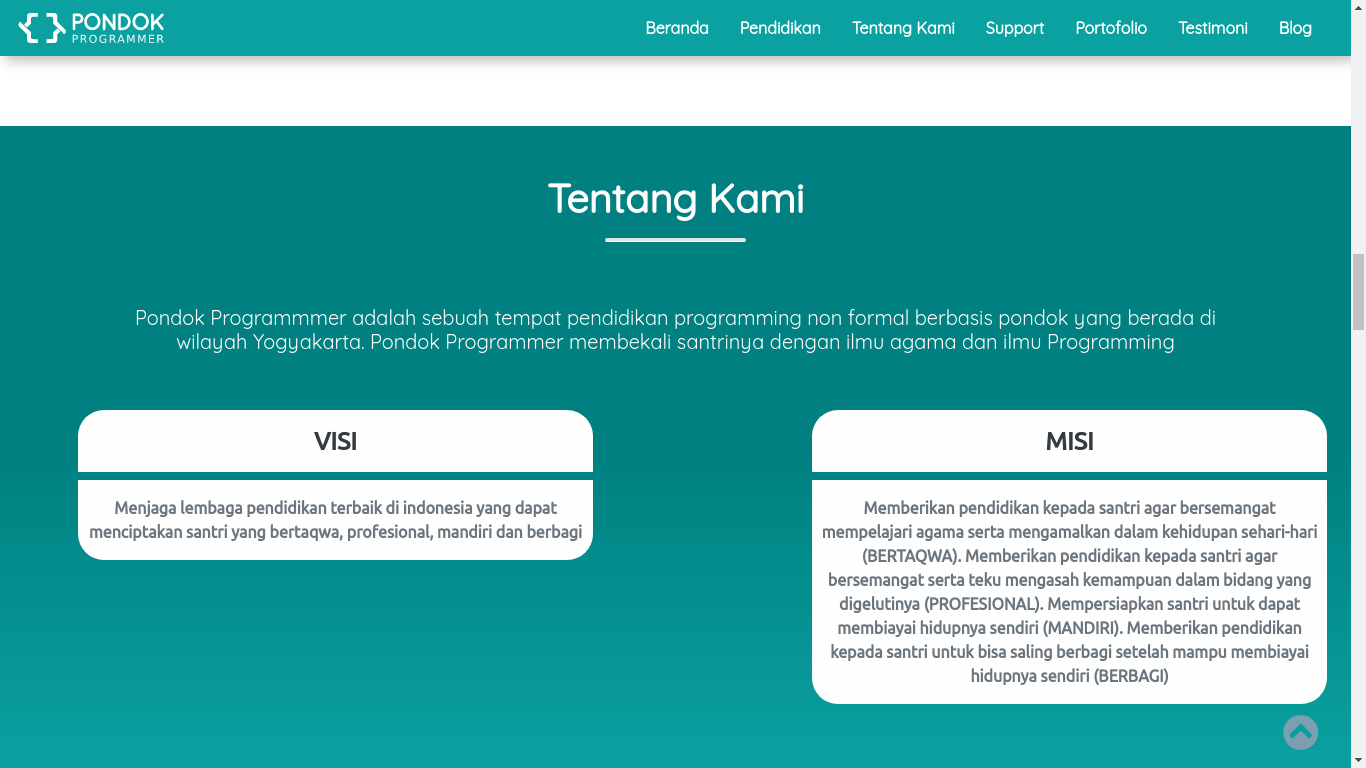 PONDOK
PROGRAMMER
Beranda Pendidikan Tentang Kami Support Portofolio Testimoni Blog
Tentang Kami
Pondok Programmmer adalah sebuah tempat pendidikan programming non formal berbasis pondok yang berada di
wilayah Yogyakarta. Pondok Programmer membekali santrinya dengan ilmu agama dan ilmu Programming
VISI
Menjaga lembaga pendidikan terbaik di indonesia yang dapat
menciptakan santri yang bertaqwa, profesional, mandiri dan berbagi
MISI
Memberikan pendidikan kepada santri agar bersemangat
mempelajari agama serta mengamalkan dalam kehidupan sehari-hari
(BERTAQWA). Memberikan pendidikan kepada santri agar
bersemangat serta teku mengasah kemampuan dalam bidang yang
digelutinya (PROFESIONAL). Mempersiapkan santri untuk dapat
membiayai hidupnya sendiri (MANDIRI). Memberikan pendidikan
kepada santri untuk bisa saling berbagi setelah mampu membiayai
hidupnya sendiri (BERBAGI)